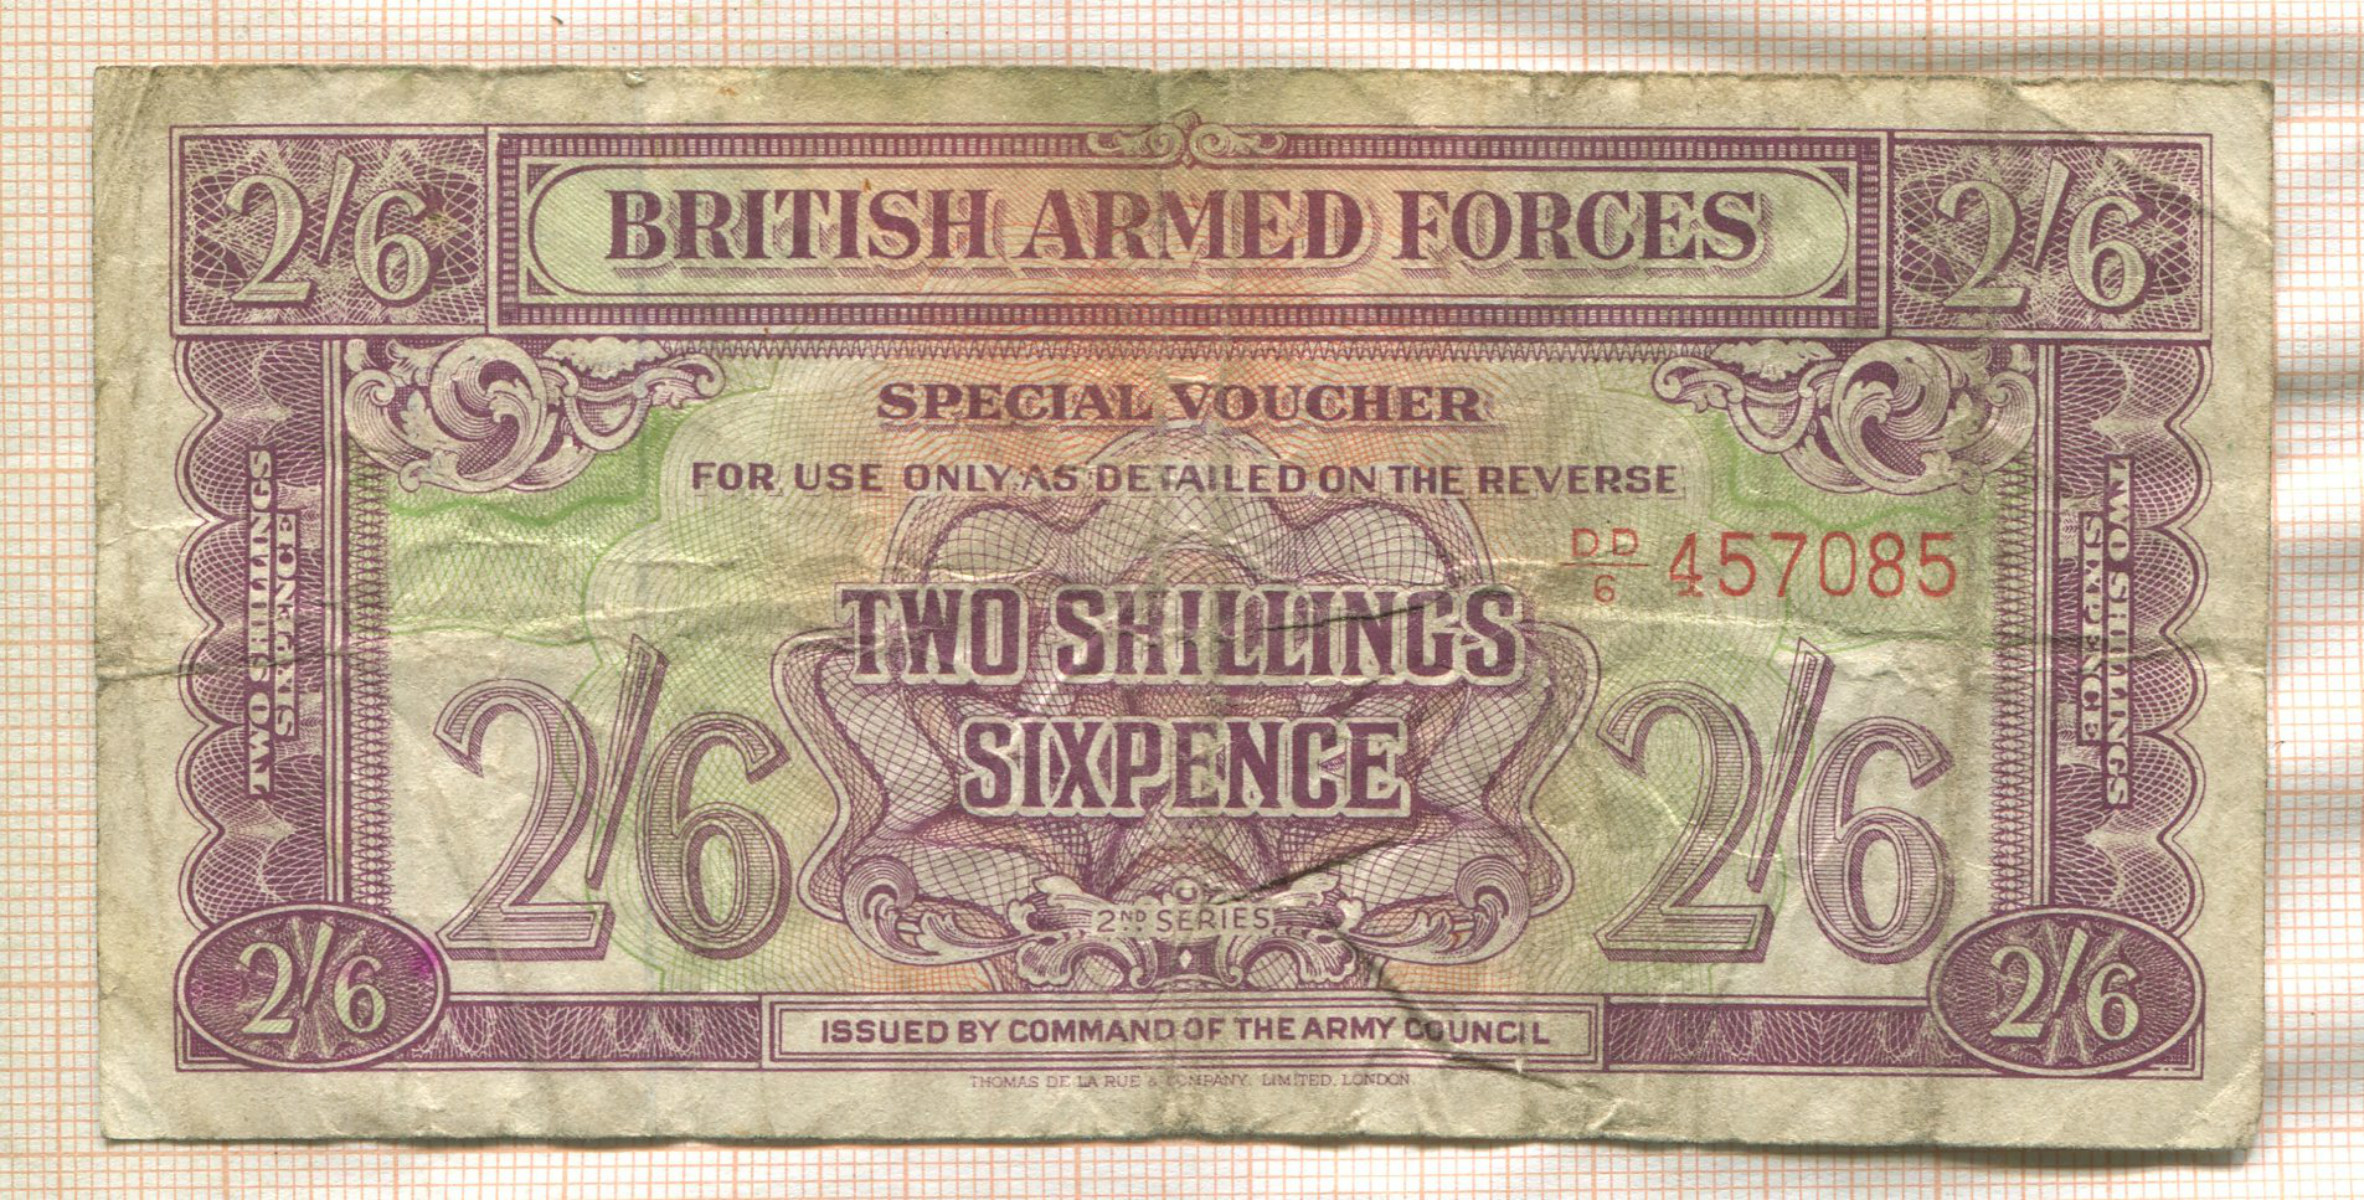 2/6 BRITISH ARMED FORCES 2/6
SPECIAL VOUCHER
FOR USE ONLY AS DETAILED ON THE REVERSE
DD/6 457085
TWO SHILLINGS
SIXPENCE
TWO SHILLINGS
SIXPENCE
TWO SHILLINGS
SIXPENCE
2/6 2/6
2ND SERIES
2/6 2/6
ISSUED BY COMMAND OF THE ARMY COUNCIL
THOMAS DE LA RUE & COMPANY, LIMITED, LONDON.